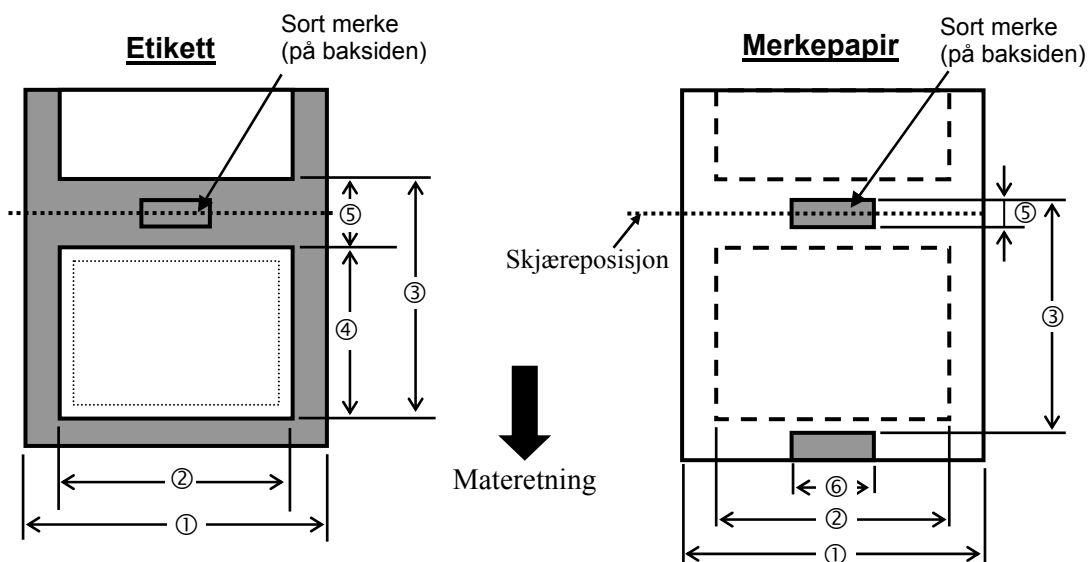 Etikett
Sort merke
(på baksiden)
⑤
③
④
②
①
Materetning
Merkepapir
Sort merke
(på baksiden)
⑤
Skjæreposisjon
③
⑥
②
①